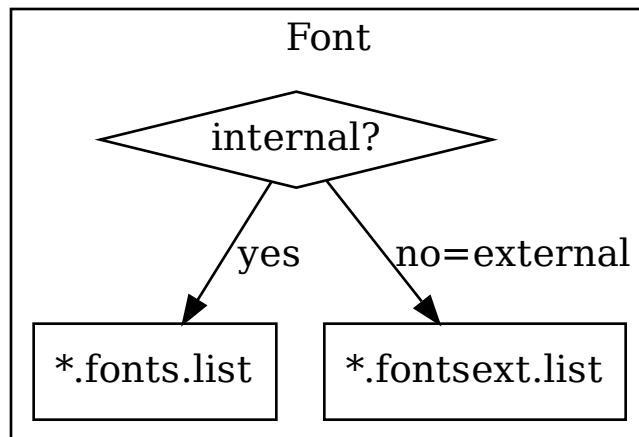 Font
internal?
yes
no=external
*.fonts.list
*.fontsext.list